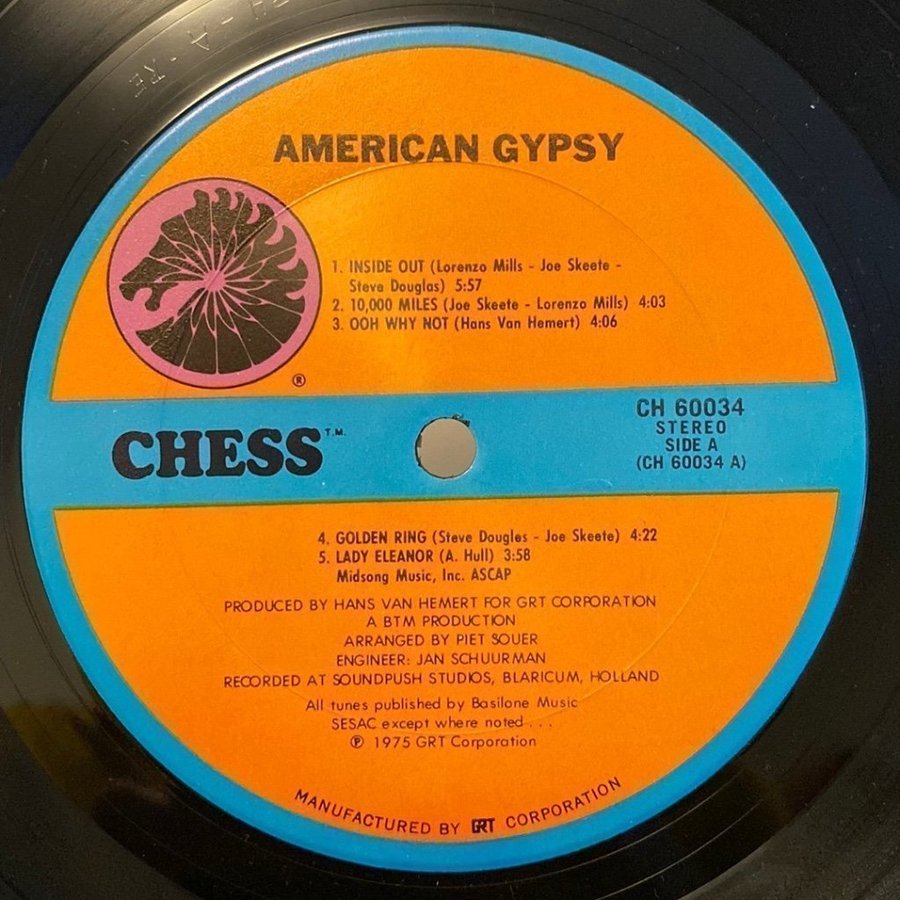 AMERICAN GYPSY
1. INSIDE OUT (Lorenzo Mills - Joe Skeete -
Steve Douglas) 5:57
2. 10,000 MILES (Joe Skeete - Lorenzo Mills) 4:03
3. OOH WHY NOT (Hans Van Hemert) 4:06
®
CHESS T.M.
CH 60034
STEREO
SIDE A
(CH 60034 A)
4. GOLDEN RING (Steve Dougles - Joe Skeete) 4:22
5. LADY ELEANOR (A. Hull) 3:58
Midsong Music, Inc. ASCAP
PRODUCED BY HANS VAN HEMERT FOR GRT CORPORATION
A BTM PRODUCTION
ARRANGED BY PIET SOUER
ENGINEER: JAN SCHUURMAN
RECORDED AT SOUNDPUSH STUDIOS, BLARICUM, HOLLAND
All tunes published by Basilone Music
SESAC except where noted . . .
℗ 1975 GRT Corporation
MANUFACTURED BY GRT CORPORATION